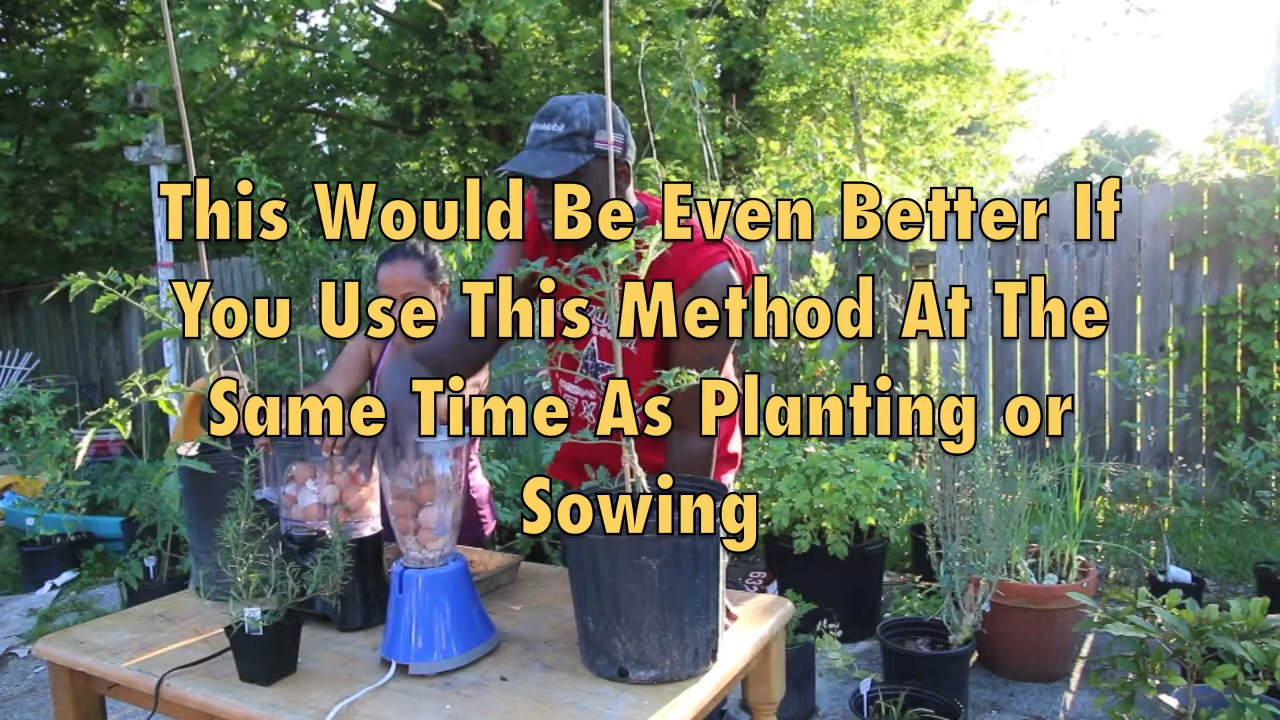 This Would Be Even Better If
You Use This Method At The
Same Time As Planting or
Sowing